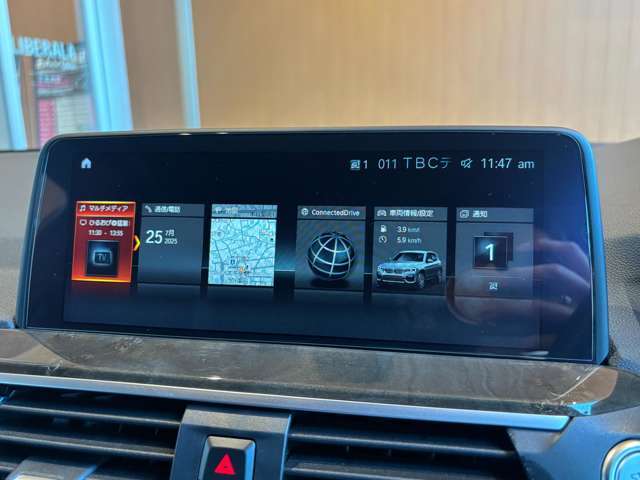 LIBERALA
1 011 TBCテ 11:47 am
マルチメディア
ひるおび@猛暑
11:30 - 13:55
TV
通信/電話
25 7月
2025
ConnectedDrive
車両情報/設定
3.9 km/ℓ
5.9 km/h
通知
1